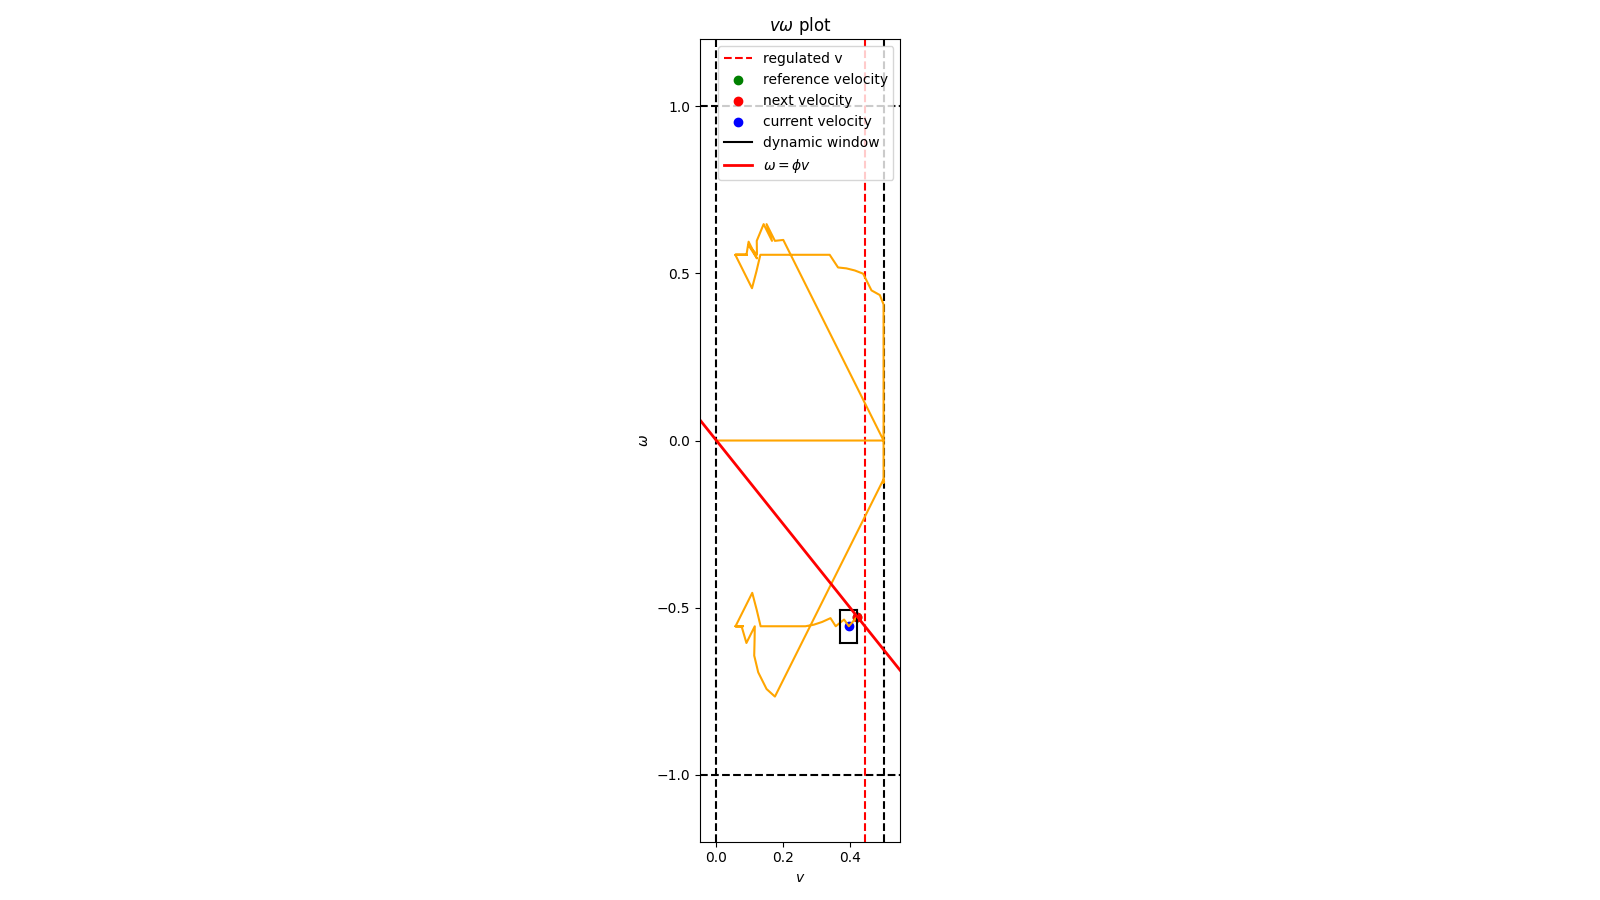 vω plot
regulated v
reference velocity
next velocity
current velocity
dynamic window
ω = ϕv
1.0
0.5
0.0
−0.5
−1.0
ω
0.0 0.2 0.4
v